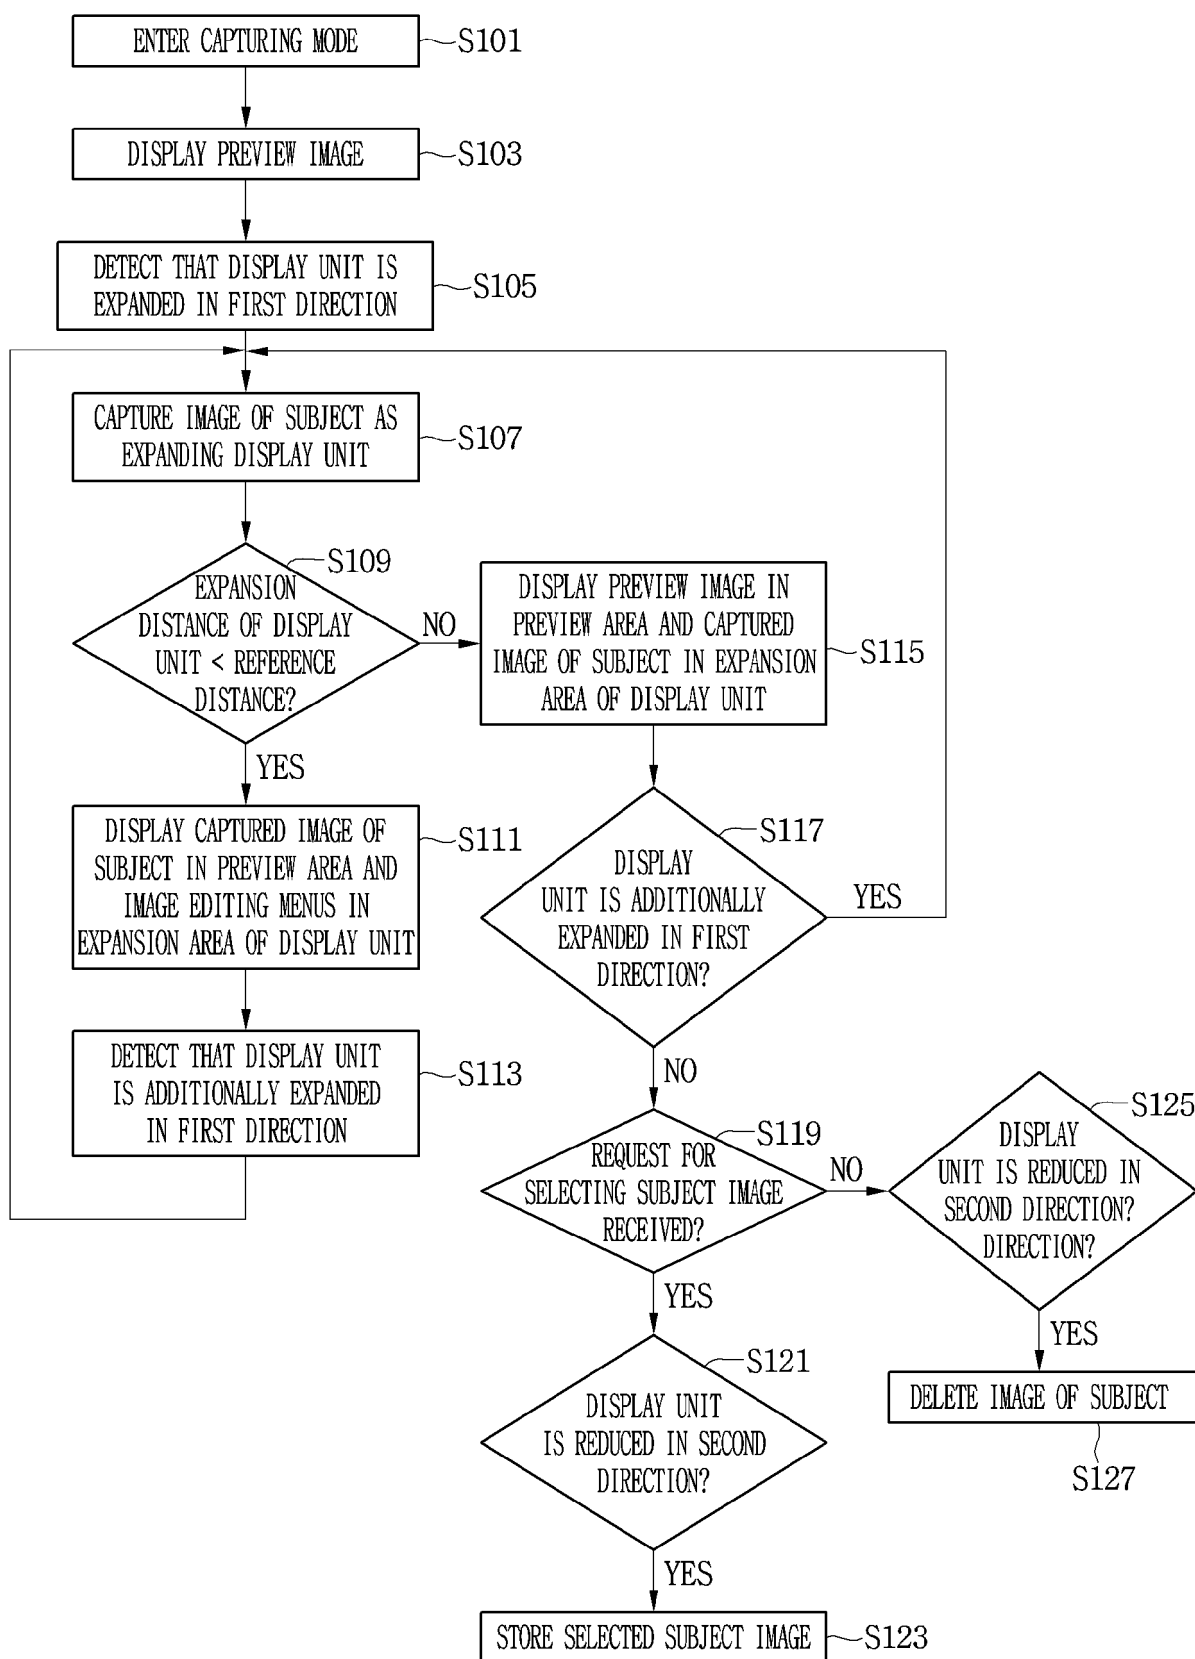 ENTER CAPTURING MODE
S101
DISPLAY PREVIEW IMAGE
S103
DETECT THAT DISPLAY UNIT IS
EXPANDED IN FIRST DIRECTION
S105
CAPTURE IMAGE OF SUBJECT AS
EXPANDING DISPLAY UNIT
S107
S109
EXPANSION
DISTANCE OF DISPLAY
UNIT < REFERENCE
DISTANCE?
NO
YES
DISPLAY CAPTURED IMAGE OF
SUBJECT IN PREVIEW AREA AND
IMAGE EDITING MENUS IN
EXPANSION AREA OF DISPLAY UNIT
S111
DETECT THAT DISPLAY UNIT
IS ADDITIONALLY EXPANDED
IN FIRST DIRECTION
S113
DISPLAY PREVIEW IMAGE IN
PREVIEW AREA AND CAPTURED
IMAGE OF SUBJECT IN EXPANSION
AREA OF DISPLAY UNIT
S115
S117
DISPLAY
UNIT IS ADDITIONALLY
EXPANDED IN FIRST
DIRECTION?
YES
NO
S119
REQUEST FOR
SELECTING SUBJECT IMAGE
RECEIVED?
NO
YES
S121
DISPLAY UNIT
IS REDUCED IN SECOND
DIRECTION?
YES
STORE SELECTED SUBJECT IMAGE
S123
S125
DISPLAY
UNIT IS REDUCED IN
SECOND DIRECTION?
DIRECTION?
YES
DELETE IMAGE OF SUBJECT
S127